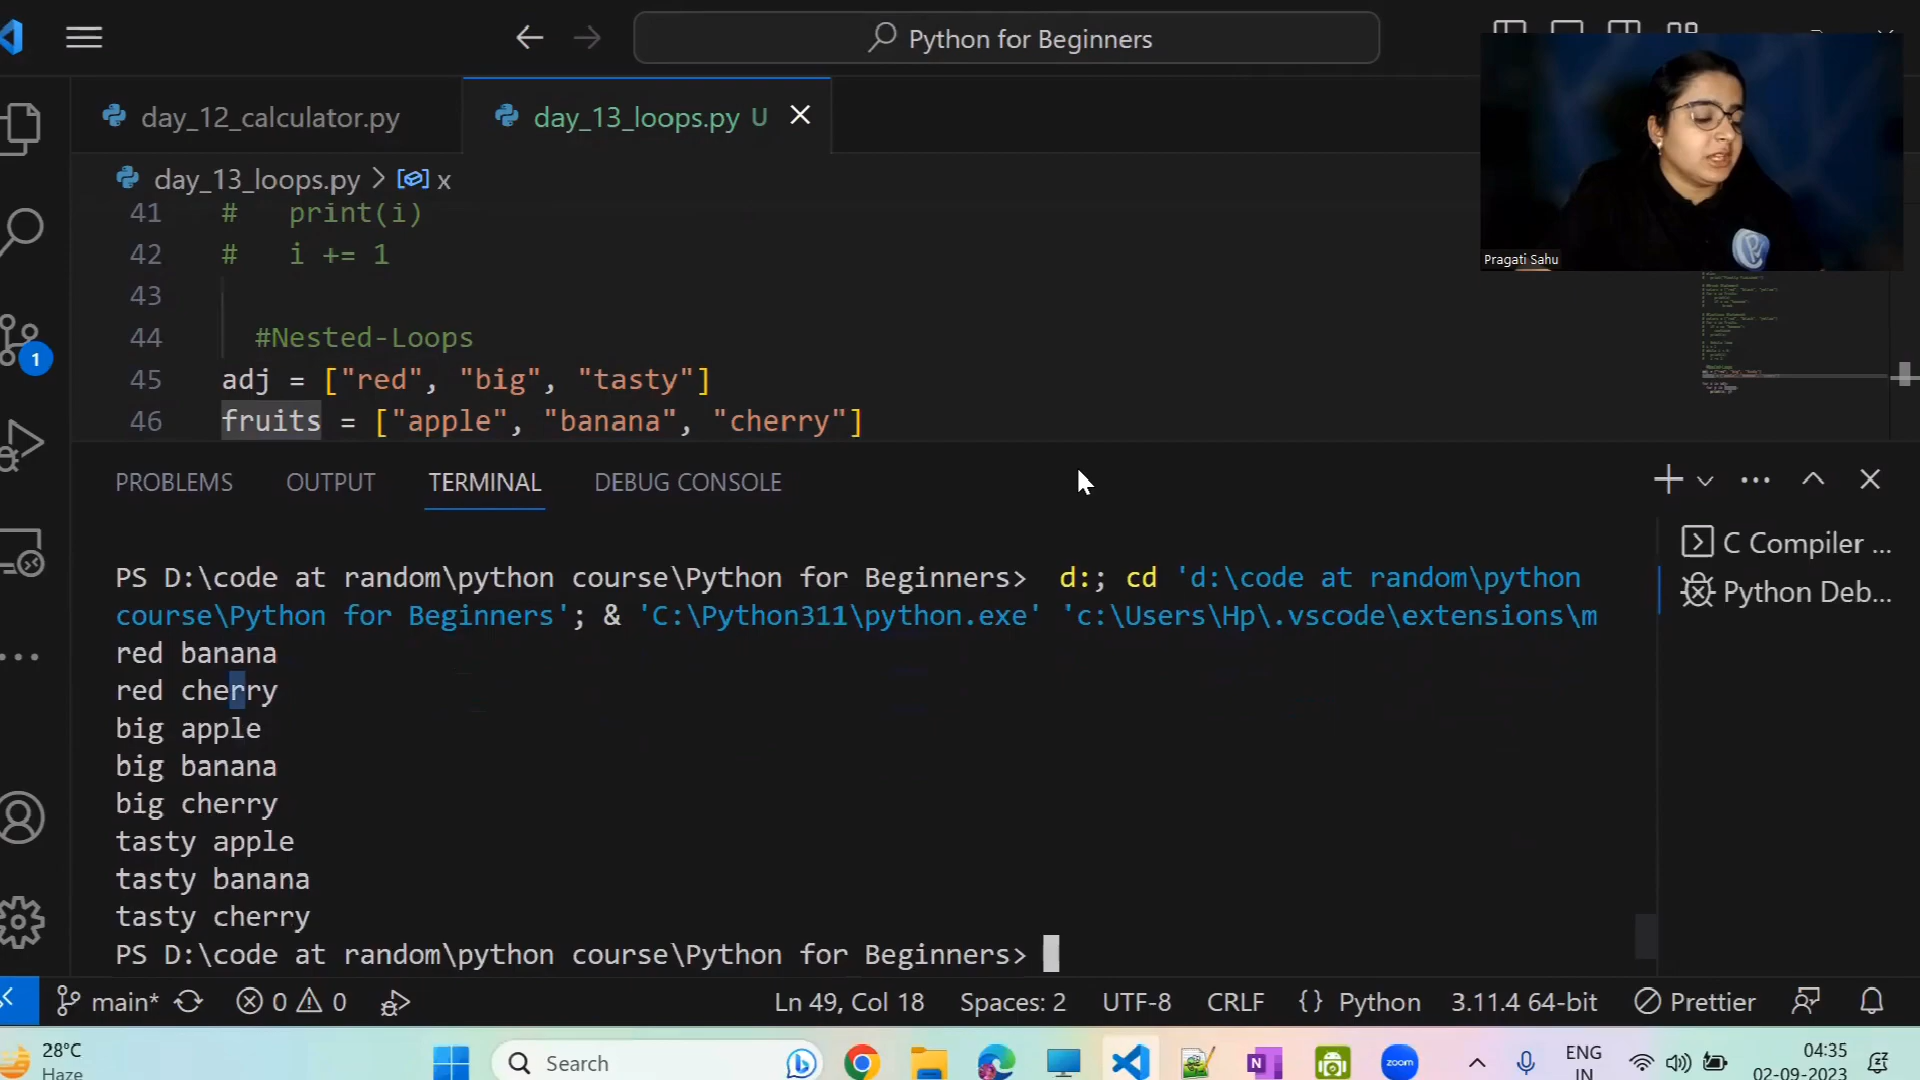 Python for Beginners
day_12_calculator.py
day_13_loops.py U
day_13_loops.py > x
Pragati Sahu
41 # print(i)
42 # i += 1
43
44 #Nested-Loops
45 adj = ["red", "big", "tasty"]
46 fruits = ["apple", "banana", "cherry"]
PROBLEMS OUTPUT TERMINAL DEBUG CONSOLE
C Compiler ...
Python Deb...
PS D:\code at random\python course\Python for Beginners> d:; cd 'd:\code at random\python
course\Python for Beginners'; & 'C:\Python311\python.exe' 'c:\Users\Hp\.vscode\extensions\m
red banana
red cherry
big apple
big banana
big cherry
tasty apple
tasty banana
tasty cherry
PS D:\code at random\python course\Python for Beginners>
1
main* 0 0 Ln 49, Col 18 Spaces: 2 UTF-8 CRLF {} Python 3.11.4 64-bit Prettier
28°C
Haze
Search
zoom
ENG
IN
04:35
02-09-2023